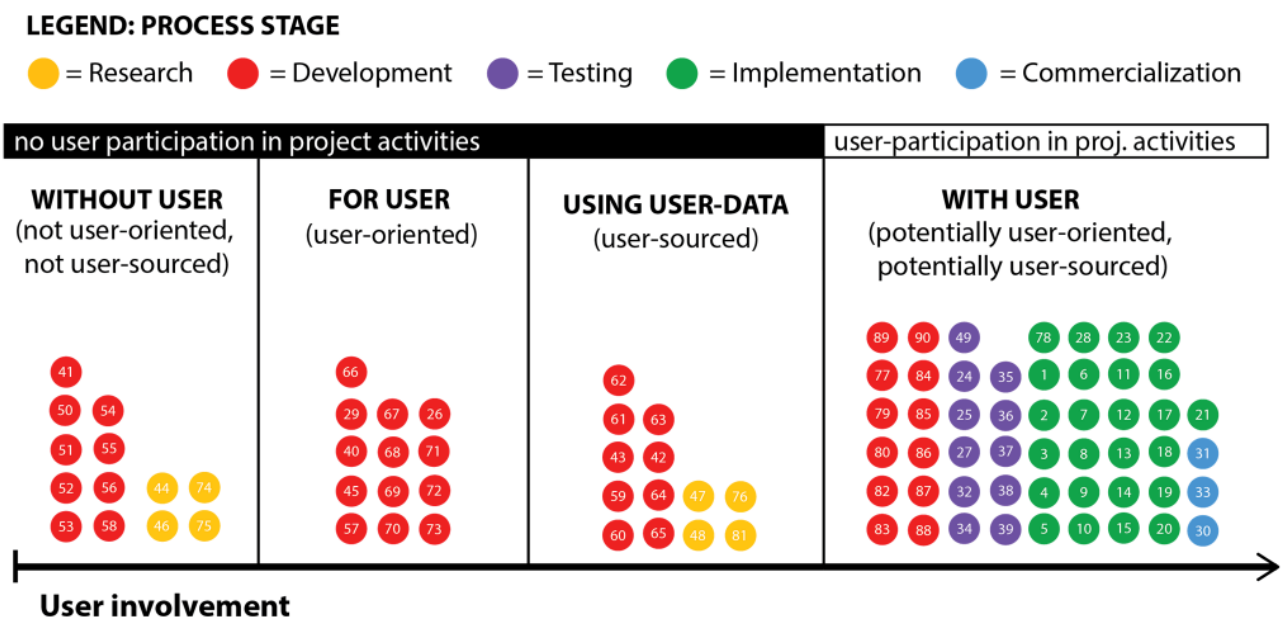 LEGEND: PROCESS STAGE
= Research = Development = Testing = Implementation = Commercialization
no user participation in project activities
user-participation in proj. activities
WITHOUT USER
(not user-oriented,
not user-sourced)
41
50 54
51 55
52 56 44 74
53 58 46 75
FOR USER
(user-oriented)
66
29 67 26
40 68 71
45 69 72
57 70 73
USING USER-DATA
(user-sourced)
62
61 63
43 42
59 64 47 76
60 65 48 81
WITH USER
(potentially user-oriented,
potentially user-sourced)
89 90 49 78 28 23 22
77 84 24 35 1 6 11 16
79 85 25 36 2 7 12 17 21
80 86 27 37 3 8 13 18 31
82 87 32 38 4 9 14 19 33
83 88 34 39 5 10 15 20 30
User involvement